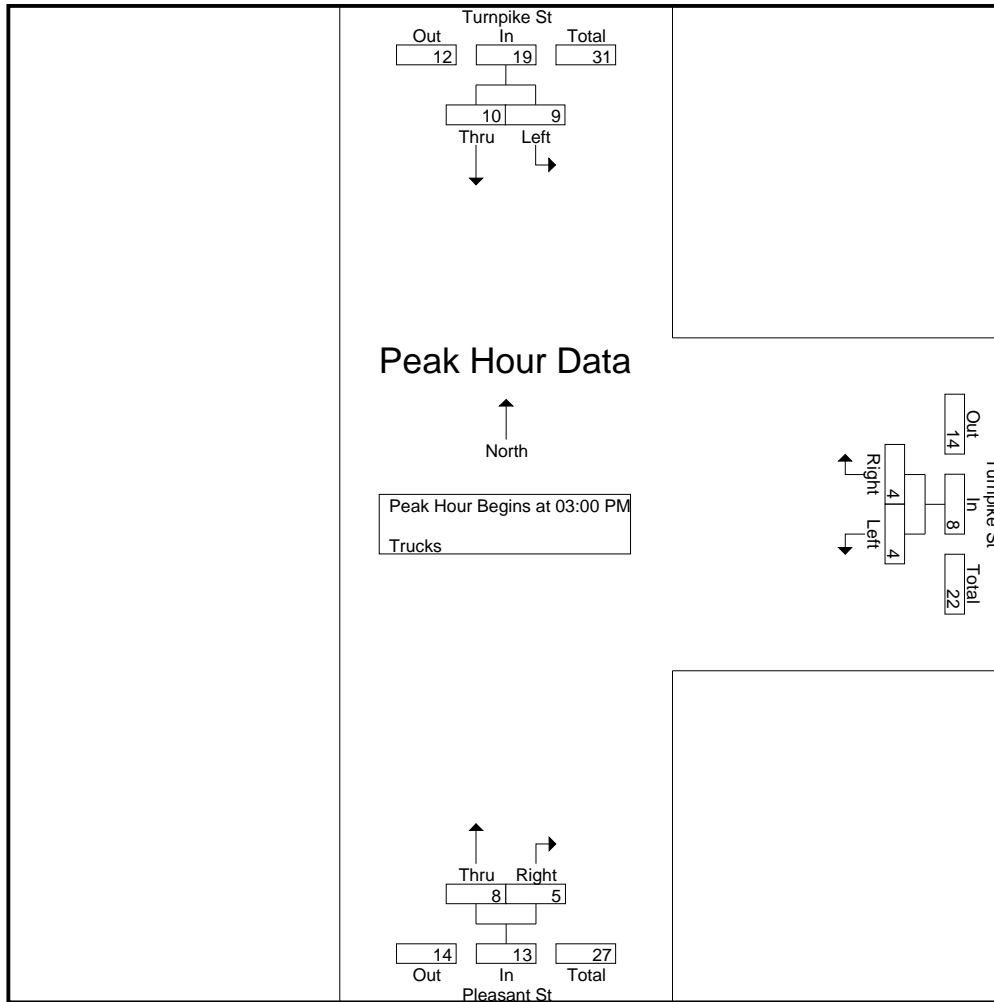 Turnpike St
Out In Total
12 19 31
10 9
Thru Left
Peak Hour Data
North
Peak Hour Begins at 03:00 PM
Trucks
Turnpike St
Out In Total
14 8 22
Right Left
4 4
Thru Right
8 5
14 13 27
Out In Total
Pleasant St